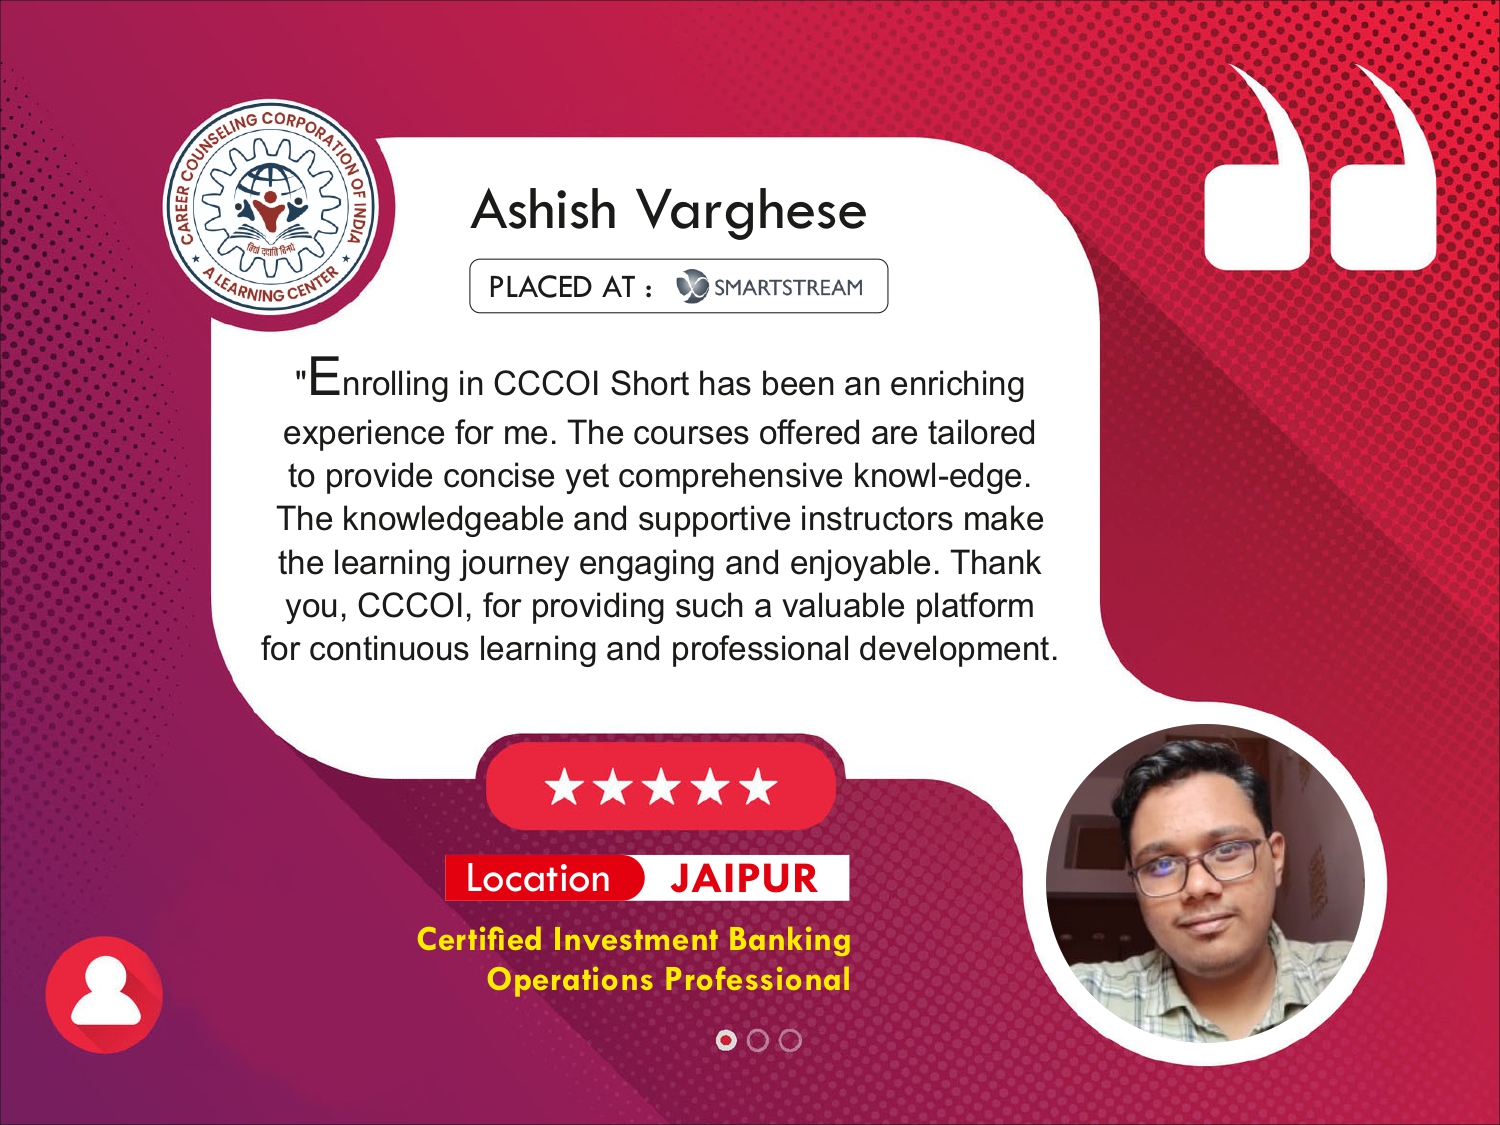 CAREER COUNSELING CORPORATION OF INDIA
★ A LEARNING CENTER ★
Ashish Varghese
PLACED AT : SMARTSTREAM
"Enrolling in CCCOI Short has been an enriching
experience for me. The courses offered are tailored
to provide concise yet comprehensive knowl-edge.
The knowledgeable and supportive instructors make
the learning journey engaging and enjoyable. Thank
you, CCCOI, for providing such a valuable platform
for continuous learning and professional development.
Location JAIPUR
Certified Investment Banking
Operations Professional